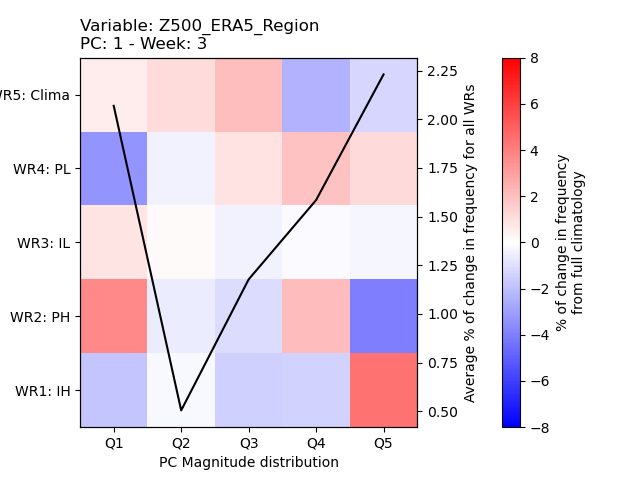 Variable: Z500_ERA5_Region
PC: 1 - Week: 3
WR5: Clima
WR4: PL
WR3: IL
WR2: PH
WR1: IH
Q1 Q2 Q3 Q4 Q5
PC Magnitude distribution
2.25
2.00
1.75
1.50
1.25
1.00
0.75
0.50
Average % of change in frequency for all WRs
8
6
4
2
0
−2
−4
−6
−8
% of change in frequency
from full climatology